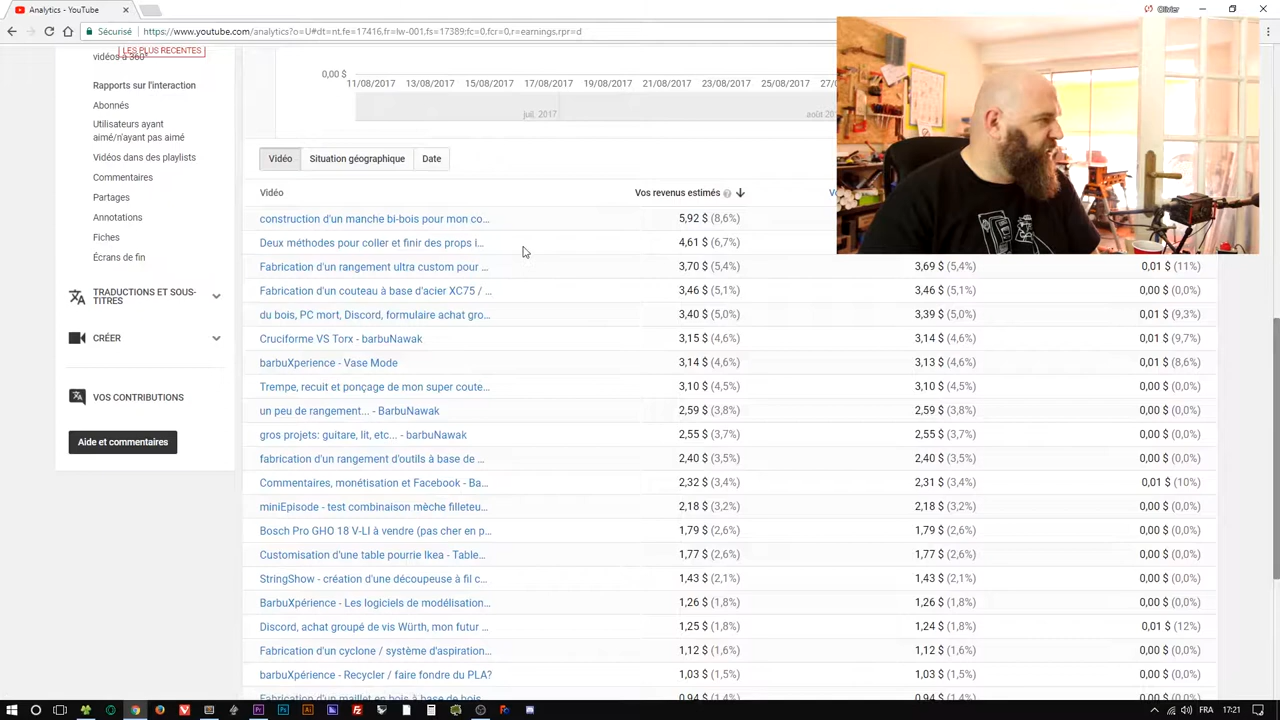 Analytics - YouTube
Olivier
Sécurisé https://www.youtube.com/analytics?o=U#dt=nt,fe=17416,fr=lw-001,fs=17389;fc=0,fcr=0,r=earnings,rpr=d
LES PLUS RECENTES
vidéos à 360°
Rapports sur l'interaction
Abonnés
Utilisateurs ayant
aimé/n'ayant pas aimé
Vidéos dans des playlists
Commentaires
Partages
Annotations
Fiches
Écrans de fin
TRADUCTIONS ET SOUS-
TITRES
CRÉER
VOS CONTRIBUTIONS
Aide et commentaires
0,00 $
11/08/2017 13/08/2017 15/08/2017 17/08/2017 19/08/2017 21/08/2017 23/08/2017 25/08/2017
juil. 2017
Vidéo Situation géographique Date
Vidéo Vos revenus estimés
construction d'un manche bi-bois pour mon co... 5,92 $ (8,6%)
Deux méthodes pour coller et finir des props i... 4,61 $ (6,7%)
Fabrication d'un rangement ultra custom pour ... 3,70 $ (5,4%) 3,69 $ (5,4%) 0,01 $ (11%)
Fabrication d'un couteau à base d'acier XC75 / ... 3,46 $ (5,1%) 3,46 $ (5,1%) 0,00 $ (0,0%)
du bois, PC mort, Discord, formulaire achat gro... 3,40 $ (5,0%) 3,39 $ (5,0%) 0,01 $ (9,3%)
Cruciforme VS Torx - barbuNawak 3,15 $ (4,6%) 3,14 $ (4,6%) 0,01 $ (9,7%)
barbuXperience - Vase Mode 3,14 $ (4,6%) 3,13 $ (4,6%) 0,01 $ (8,6%)
Trempe, recuit et ponçage de mon super coute... 3,10 $ (4,5%) 3,10 $ (4,5%) 0,00 $ (0,0%)
un peu de rangement... - BarbuNawak 2,59 $ (3,8%) 2,59 $ (3,8%) 0,00 $ (0,0%)
gros projets: guitare, lit, etc... - barbuNawak 2,55 $ (3,7%) 2,55 $ (3,7%) 0,00 $ (0,0%)
fabrication d'un rangement d'outils à base de ... 2,40 $ (3,5%) 2,40 $ (3,5%) 0,00 $ (0,0%)
Commentaires, monétisation et Facebook - Ba... 2,32 $ (3,4%) 2,31 $ (3,4%) 0,01 $ (10%)
miniEpisode - test combinaison mèche filleteu... 2,18 $ (3,2%) 2,18 $ (3,2%) 0,00 $ (0,0%)
Bosch Pro GHO 18 V-LI à vendre (pas cher en p... 1,79 $ (2,6%) 1,79 $ (2,6%) 0,00 $ (0,0%)
Customisation d'une table pourrie Ikea - Table... 1,77 $ (2,6%) 1,77 $ (2,6%) 0,00 $ (0,0%)
StringShow - création d'une découpeuse à fil c... 1,43 $ (2,1%) 1,43 $ (2,1%) 0,00 $ (0,0%)
BarbuXpérience - Les logiciels de modélisation... 1,26 $ (1,8%) 1,26 $ (1,8%) 0,00 $ (0,0%)
Discord, achat groupé de vis Würth, mon futur ... 1,25 $ (1,8%) 1,24 $ (1,8%) 0,01 $ (12%)
Fabrication d'un cyclone / système d'aspiration... 1,12 $ (1,6%) 1,12 $ (1,6%) 0,00 $ (0,0%)
barbuXpérience - Recycler / faire fondre du PLA? 1,03 $ (1,5%) 1,03 $ (1,5%) 0,00 $ (0,0%)
Fabrication d'un maillet en bois à base de bois... 0,94 $ (1,4%) 0,94 $ (1,4%) 0,00 $ (0,0%)
FRA 17:21